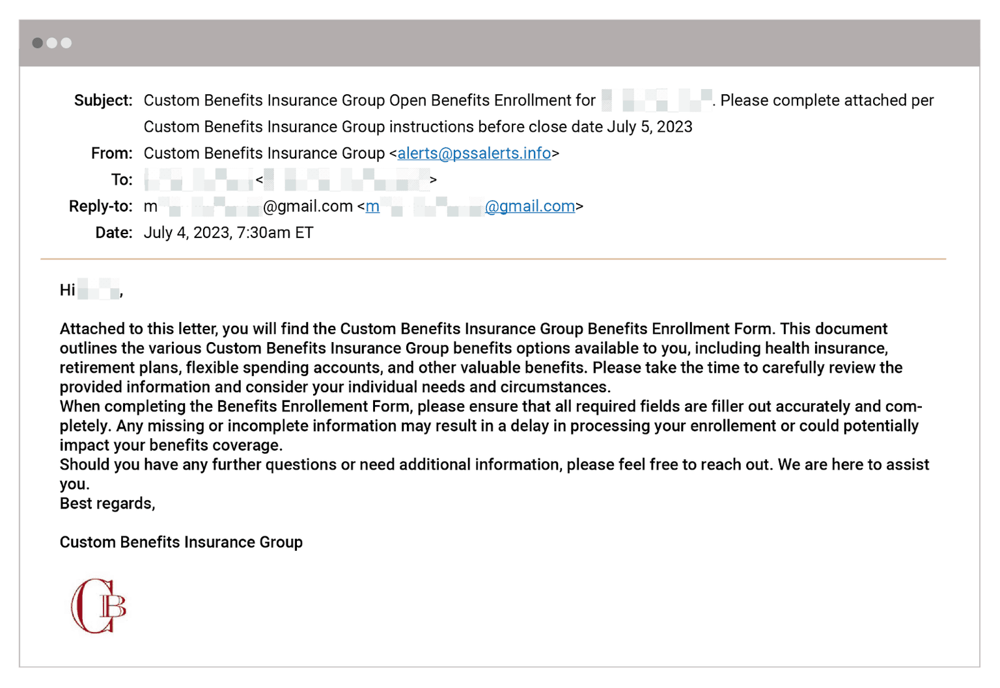 Subject: Custom Benefits Insurance Group Open Benefits Enrollment for . Please complete attached per
Custom Benefits Insurance Group instructions before close date July 5, 2023
From: Custom Benefits Insurance Group <alerts@pssalerts.info>
To: < >
Reply-to: m @gmail.com <m @gmail.com>
Date: July 4, 2023, 7:30am ET
Hi ,
Attached to this letter, you will find the Custom Benefits Insurance Group Benefits Enrollment Form. This document
outlines the various Custom Benefits Insurance Group benefits options available to you, including health insurance,
retirement plans, flexible spending accounts, and other valuable benefits. Please take the time to carefully review the
provided information and consider your individual needs and circumstances.
When completing the Benefits Enrollement Form, please ensure that all required fields are filler out accurately and com-
pletely. Any missing or incomplete information may result in a delay in processing your enrollement or could potentially
impact your benefits coverage.
Should you have any further questions or need additional information, please feel free to reach out. We are here to assist
you.
Best regards,
Custom Benefits Insurance Group
CB